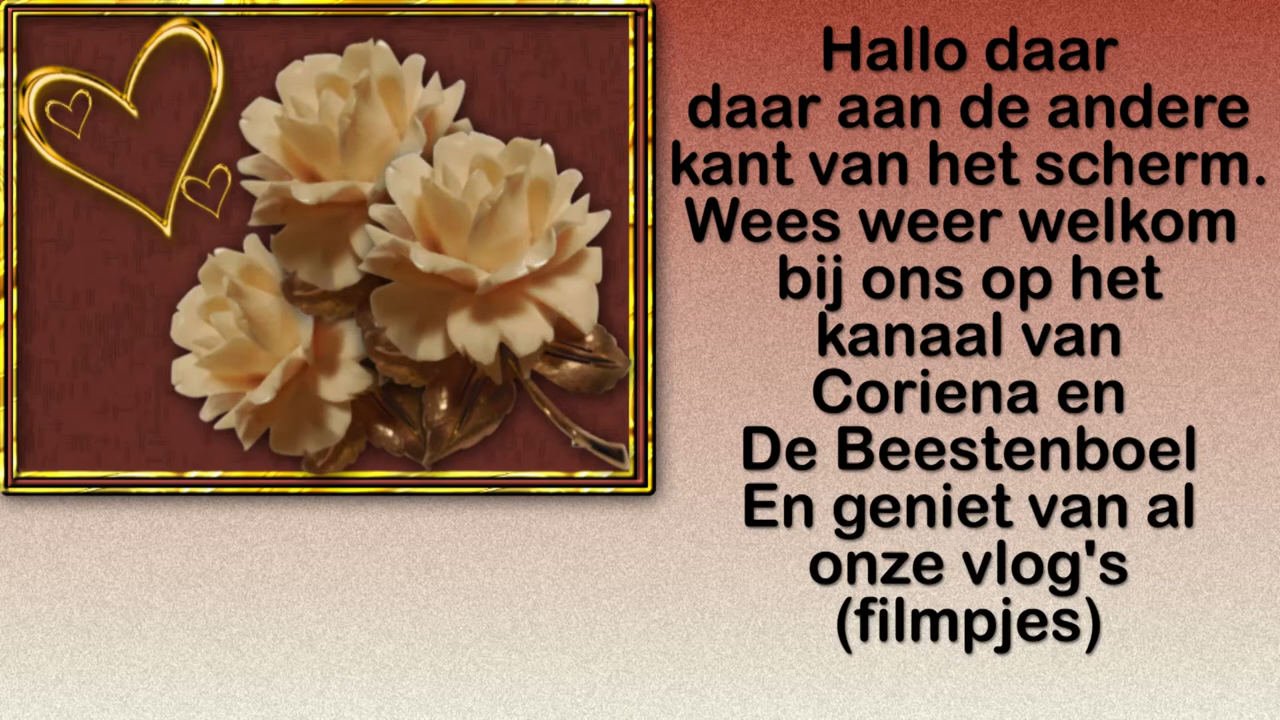 Hallo daar
daar aan de andere
kant van het scherm.
Wees weer welkom
bij ons op het
kanaal van
Coriena en
De Beestenboel
En geniet van al
onze vlog's
(filmpjes)